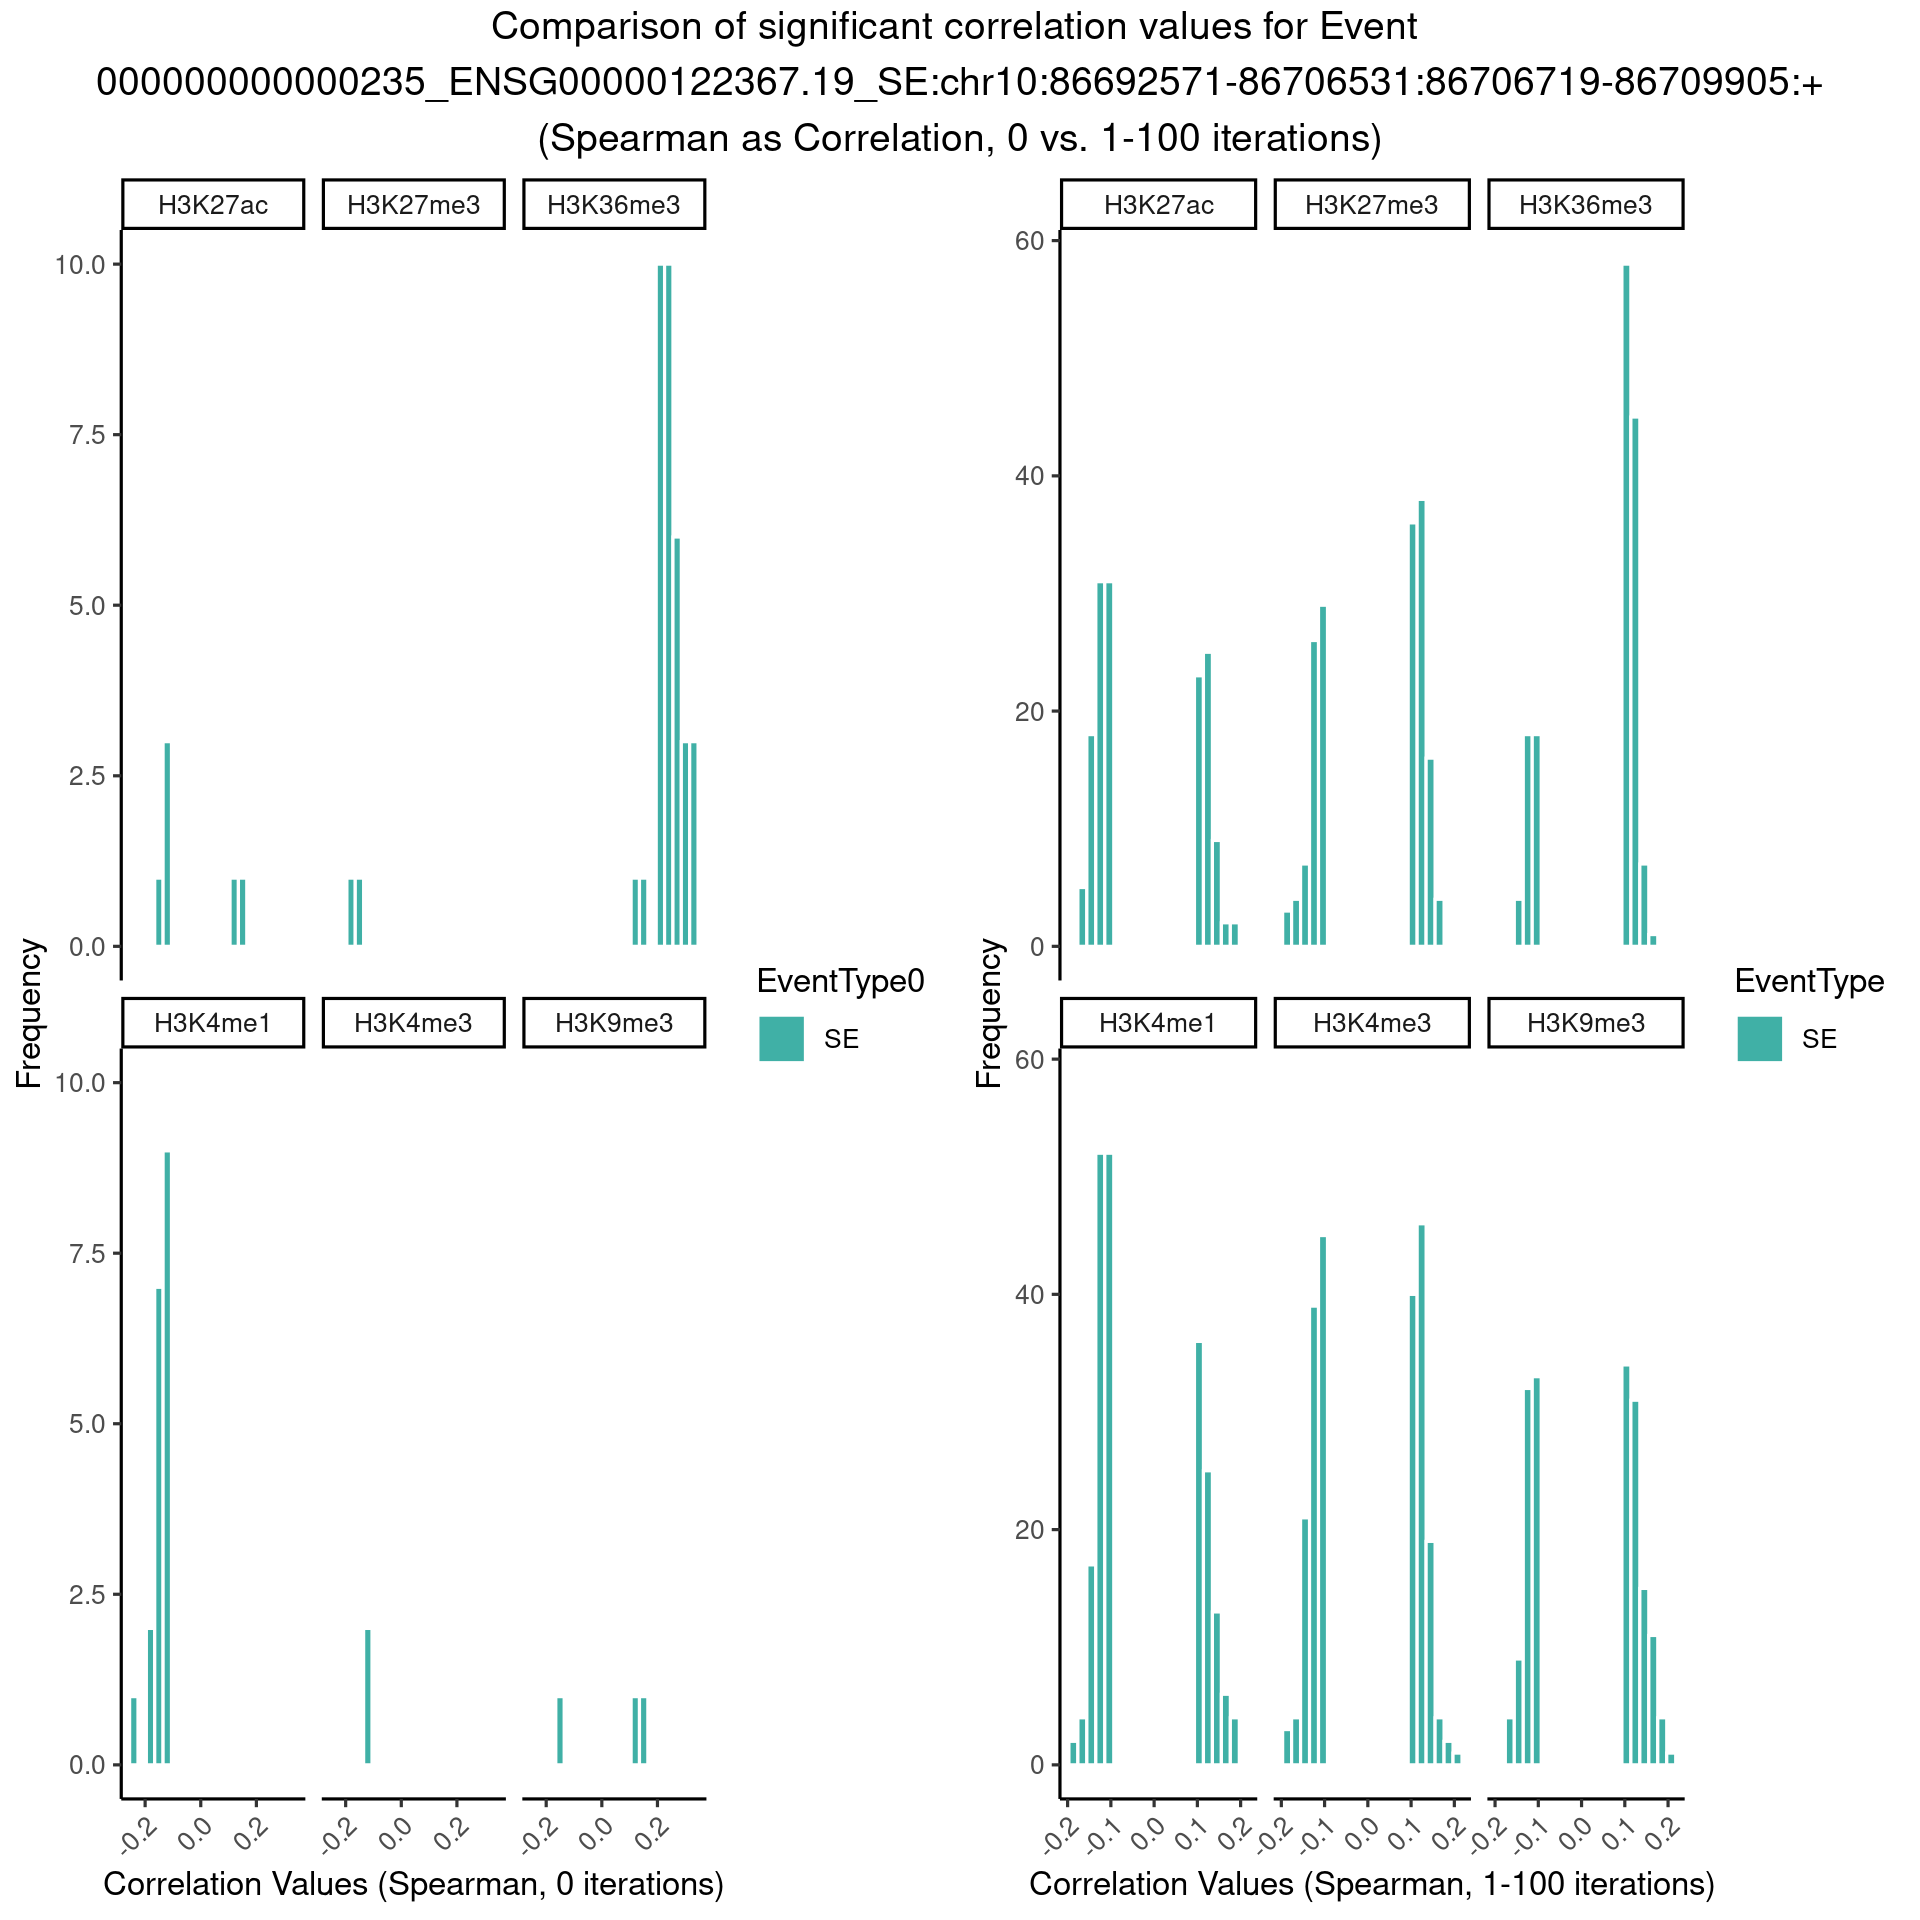 Comparison of significant correlation values for Event
000000000000235_ENSG00000122367.19_SE:chr10:86692571-86706531:86706719-86709905:+
(Spearman as Correlation, 0 vs. 1-100 iterations)
H3K27ac
H3K27me3
H3K36me3
10.0
7.5
5.0
2.5
0.0
H3K4me1
H3K4me3
H3K9me3
10.0
7.5
5.0
2.5
0.0
Frequency
-0.2
0.0
0.2
-0.2
0.0
0.2
-0.2
0.0
0.2
Correlation Values (Spearman, 0 iterations)
EventType0
SE
H3K27ac
H3K27me3
H3K36me3
60
40
20
0
H3K4me1
H3K4me3
H3K9me3
60
40
20
0
Frequency
-0.2
-0.1
0.0
0.1
0.2
-0.2
-0.1
0.0
0.1
0.2
-0.2
-0.1
0.0
0.1
0.2
Correlation Values (Spearman, 1-100 iterations)
EventType
SE